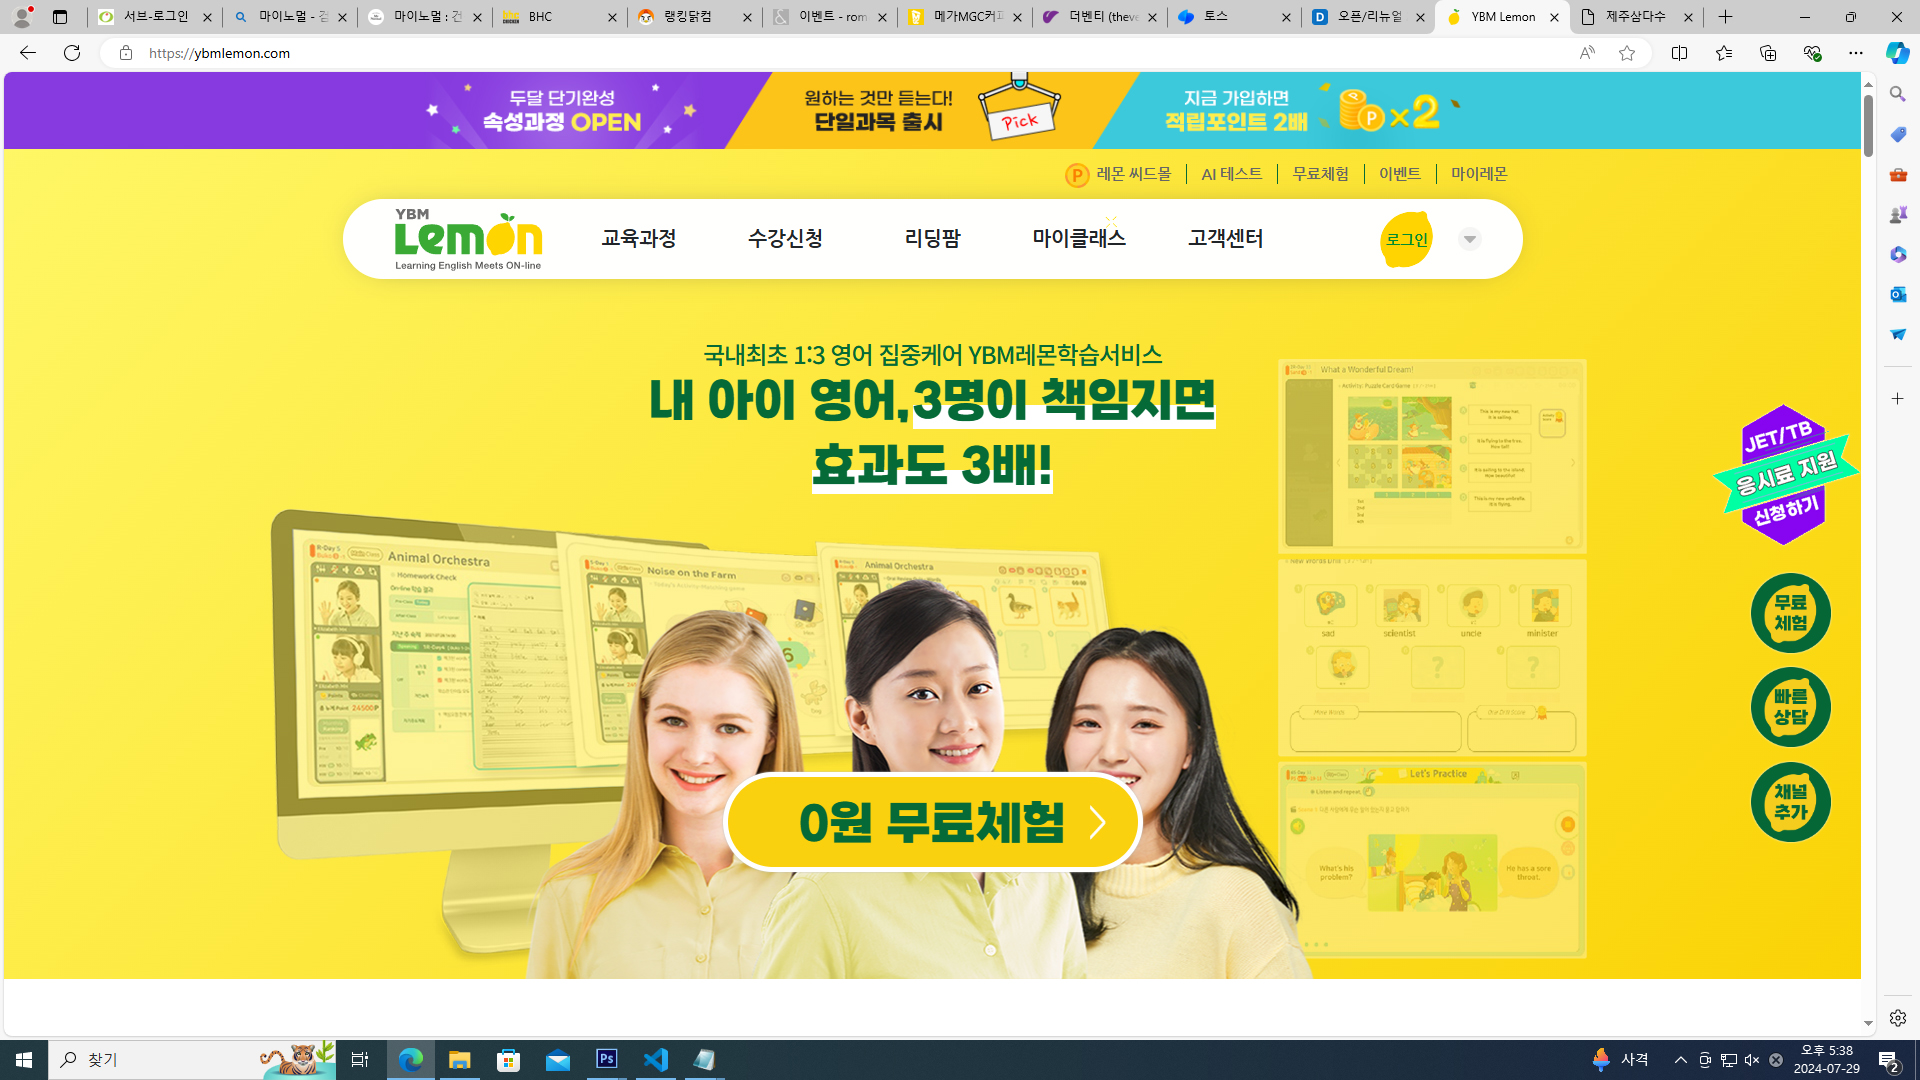 서브-로그인
마이노멀 - 검
마이노멀 : 건
BHC
랭킹닭컴
이벤트 - rom
메가MGC커피
더벤티 (theve
토스
오픈/리뉴얼
YBM Lemon
제주삼다수
https://ybmlemon.com
두달 단기완성
속성과정 OPEN
원하는 것만 듣는다!
단일과목 출시
Pick
지금 가입하면
적립포인트 2배
P ×2
P 레몬 씨드몰
AI 테스트
무료체험
이벤트
마이레몬
YBM
Lemon
Learning English Meets ON-line
교육과정
수강신청
리딩팜
마이클래스
고객센터
로그인
국내최초 1:3 영어 집중케어 YBM레몬학습서비스
내 아이 영어,3명이 책임지면
효과도 3배!
What a Wonderful Dream!
JET/TB
응시료 지원
신청하기
Animal Orchestra
Homework Check
Noise on the Farm
Animal Orchestra
sad
scientist
uncle
minister
무료
체험
빠른
상담
채널
추가
Let's Practice
What's his
problem?
He has a sore
throat.
0원 무료체험
찾기
사격
오후 5:38
2024-07-29
2